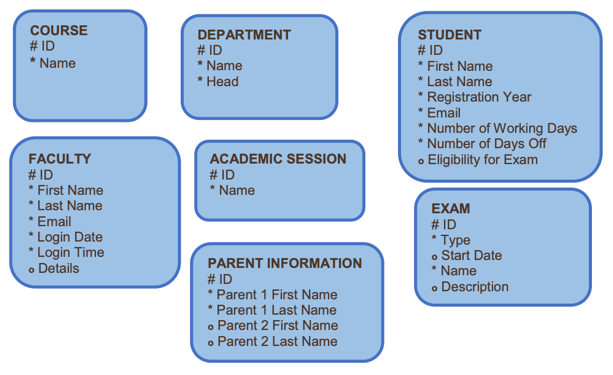 COURSE
# ID
* Name
DEPARTMENT
# ID
* Name
* Head
STUDENT
# ID
* First Name
* Last Name
* Registration Year
* Email
* Number of Working Days
* Number of Days Off
o Eligibility for Exam
FACULTY
# ID
* First Name
* Last Name
* Email
* Login Date
* Login Time
o Details
ACADEMIC SESSION
# ID
* Name
EXAM
# ID
* Type
o Start Date
* Name
o Description
PARENT INFORMATION
# ID
* Parent 1 First Name
* Parent 1 Last Name
o Parent 2 First Name
o Parent 2 Last Name